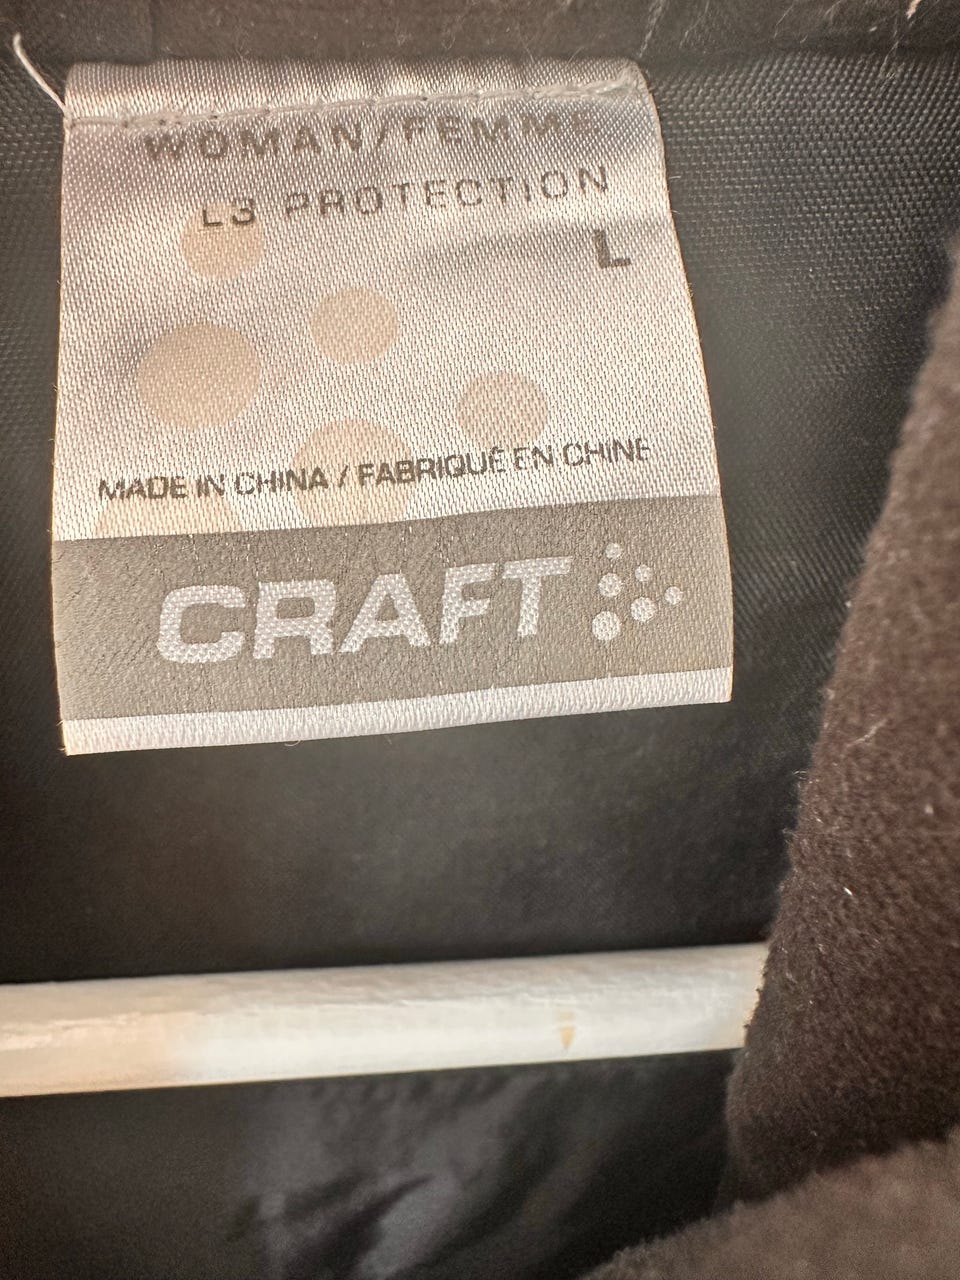 WOMAN/FEMME
L3 PROTECTION
L
MADE IN CHINA / FABRIQUÉ EN CHINE
CRAFT